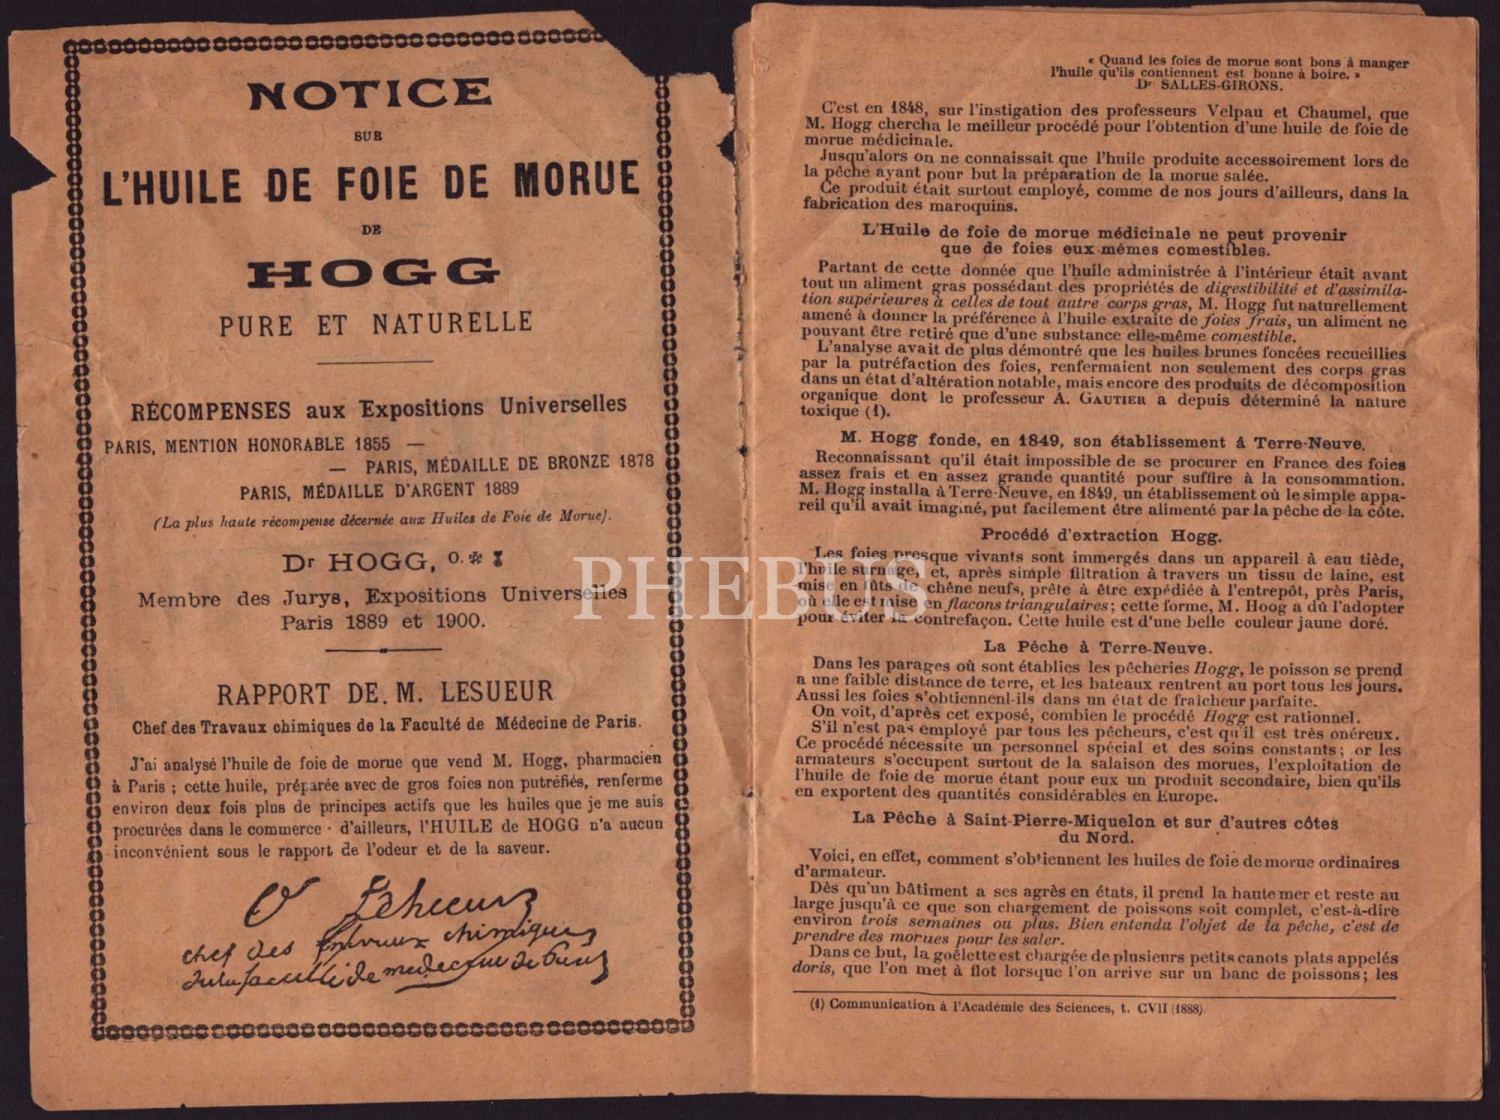 NOTICE
SUR
L'HUILE DE FOIE DE MORUE
DE
HOGG
PURE ET NATURELLE
RÉCOMPENSES aux Expositions Universelles
PARIS, MENTION HONORABLE 1855 —
— PARIS, MÉDAILLE DE BRONZE 1878
PARIS, MÉDAILLE D'ARGENT 1889
(La plus haute récompense décernée aux Huiles de Foie de Morue).
Dr HOGG, O. *
Membre des Jurys, Expositions Universelles
Paris 1889 et 1900.
RAPPORT DE. M. LESUEUR
Chef des Travaux chimiques de la Faculté de Médecine de Paris.
J'ai analysé l'huile de foie de morue que vend M. Hogg, pharmacien
à Paris ; cette huile, préparée avec de gros foies non putréfiés, renferme
environ deux fois plus de principes actifs que les huiles que je me suis
procurées dans le commerce · d'ailleurs, l'HUILE de HOGG n'a aucun
inconvénient sous le rapport de l'odeur et de la saveur.
O Lesueur
chef des travaux chimiques
de la faculté de médecine de Paris
« Quand les foies de morue sont bons à manger
l'huile qu'ils contiennent est bonne à boire. »
Dr SALLES-GIRONS.
C'est en 1848, sur l'instigation des professeurs Velpau et Chaumel, que
M. Hogg chercha le meilleur procédé pour l'obtention d'une huile de foie de
morue médicinale.
Jusqu'alors on ne connaissait que l'huile produite accessoirement lors de
la pêche ayant pour but la préparation de la morue salée.
Ce produit était surtout employé, comme de nos jours d'ailleurs, dans la
fabrication des maroquins.
L'Huile de foie de morue médicinale ne peut provenir
que de foies eux-mêmes comestibles.
Partant de cette donnée que l'huile administrée à l'intérieur était avant
tout un aliment gras possédant des propriétés de digestibilité et d'assimila-
tion supérieures à celles de tout autre corps gras, M. Hogg fut naturellement
amené à donner la préférence à l'huile extraite de foies frais, un aliment ne
pouvant être retiré que d'une substance elle-même comestible.
L'analyse avait de plus démontré que les huiles brunes foncées recueillies
par la putréfaction des foies, renfermaient non seulement des corps gras
dans un état d'altération notable, mais encore des produits de décomposition
organique dont le professeur A. GAUTIER a depuis déterminé la nature
toxique (1).
M. Hogg fonde, en 1849, son établissement à Terre-Neuve.
Reconnaissant qu'il était impossible de se procurer en France des foies
assez frais et en assez grande quantité pour suffire à la consommation.
M. Hogg installa à Terre-Neuve, en 1849, un établissement où le simple appa-
reil qu'il avait imaginé, put facilement être alimenté par la pêche de la côte.
Procédé d'extraction Hogg.
Les foies presque vivants sont immergés dans un appareil à eau tiède,
l'huile surnage, et, après simple filtration à travers un tissu de laine, est
mise en fûts de chêne neufs, prête à être expédiée à l'entrepôt, près Paris,
où elle est mise en flacons triangulaires ; cette forme, M. Hoog a dû l'adopter
pour éviter la contrefaçon. Cette huile est d'une belle couleur jaune doré.
La Pêche à Terre-Neuve.
Dans les parages où sont établies les pêcheries Hogg, le poisson se prend
a une faible distance de terre, et les bateaux rentrent au port tous les jours.
Aussi les foies s'obtiennent-ils dans un état de fraîcheur parfaite.
On voit, d'après cet exposé, combien le procédé Hogg est rationnel.
S'il n'est pas employé par tous les pêcheurs, c'est qu'il est très onéreux.
Ce procédé nécessite un personnel spécial et des soins constants ; or les
armateurs s'occupent surtout de la salaison des morues, l'exploitation de
l'huile de foie de morue étant pour eux un produit secondaire, bien qu'ils
en exportent des quantités considérables en Europe.
La Pêche à Saint-Pierre-Miquelon et sur d'autres côtes
du Nord.
Voici, en effet, comment s'obtiennent les huiles de foie de morue ordinaires
d'armateur.
Dès qu'un bâtiment a ses agrès en états, il prend la haute mer et reste au
large jusqu'à ce que son chargement de poissons soit complet, c'est-à-dire
environ trois semaines ou plus. Bien entendu l'objet de la pêche, c'est de
prendre des morues pour les saler.
Dans ce but, la goëlette est chargée de plusieurs petits canots plats appelés
doris, que l'on met à flot lorsque l'on arrive sur un banc de poissons ; les
(1) Communication à l'Académie des Sciences, t. CVII (1888)
PHEBUS